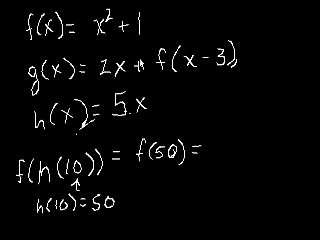 f(x) = x² + 1
g(x) = 2x + f(x - 3)
h(x) = 5x
f(h(10)) = f(50) =
h(10) = 50